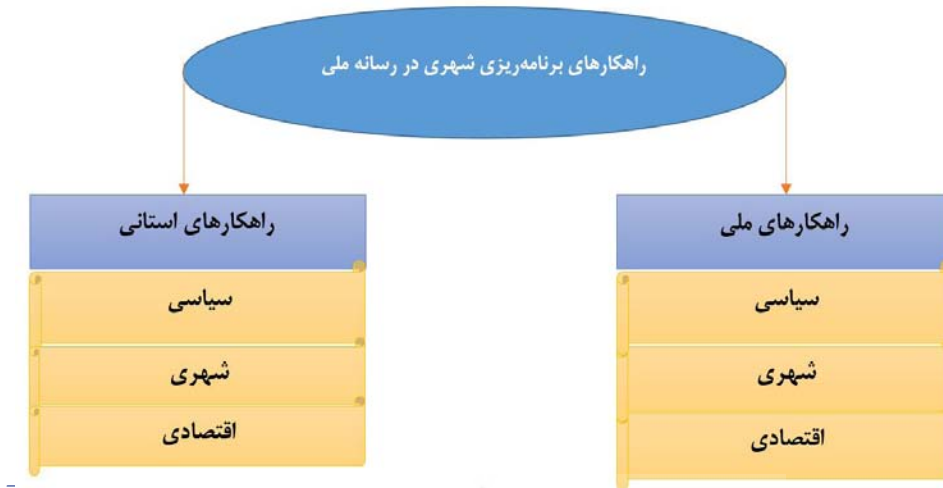 راهکارهای برنامه‌ریزی شهری در رسانه ملی
راهکارهای ملی
سیاسی
شهری
اقتصادی
راهکارهای استانی
سیاسی
شهری
اقتصادی